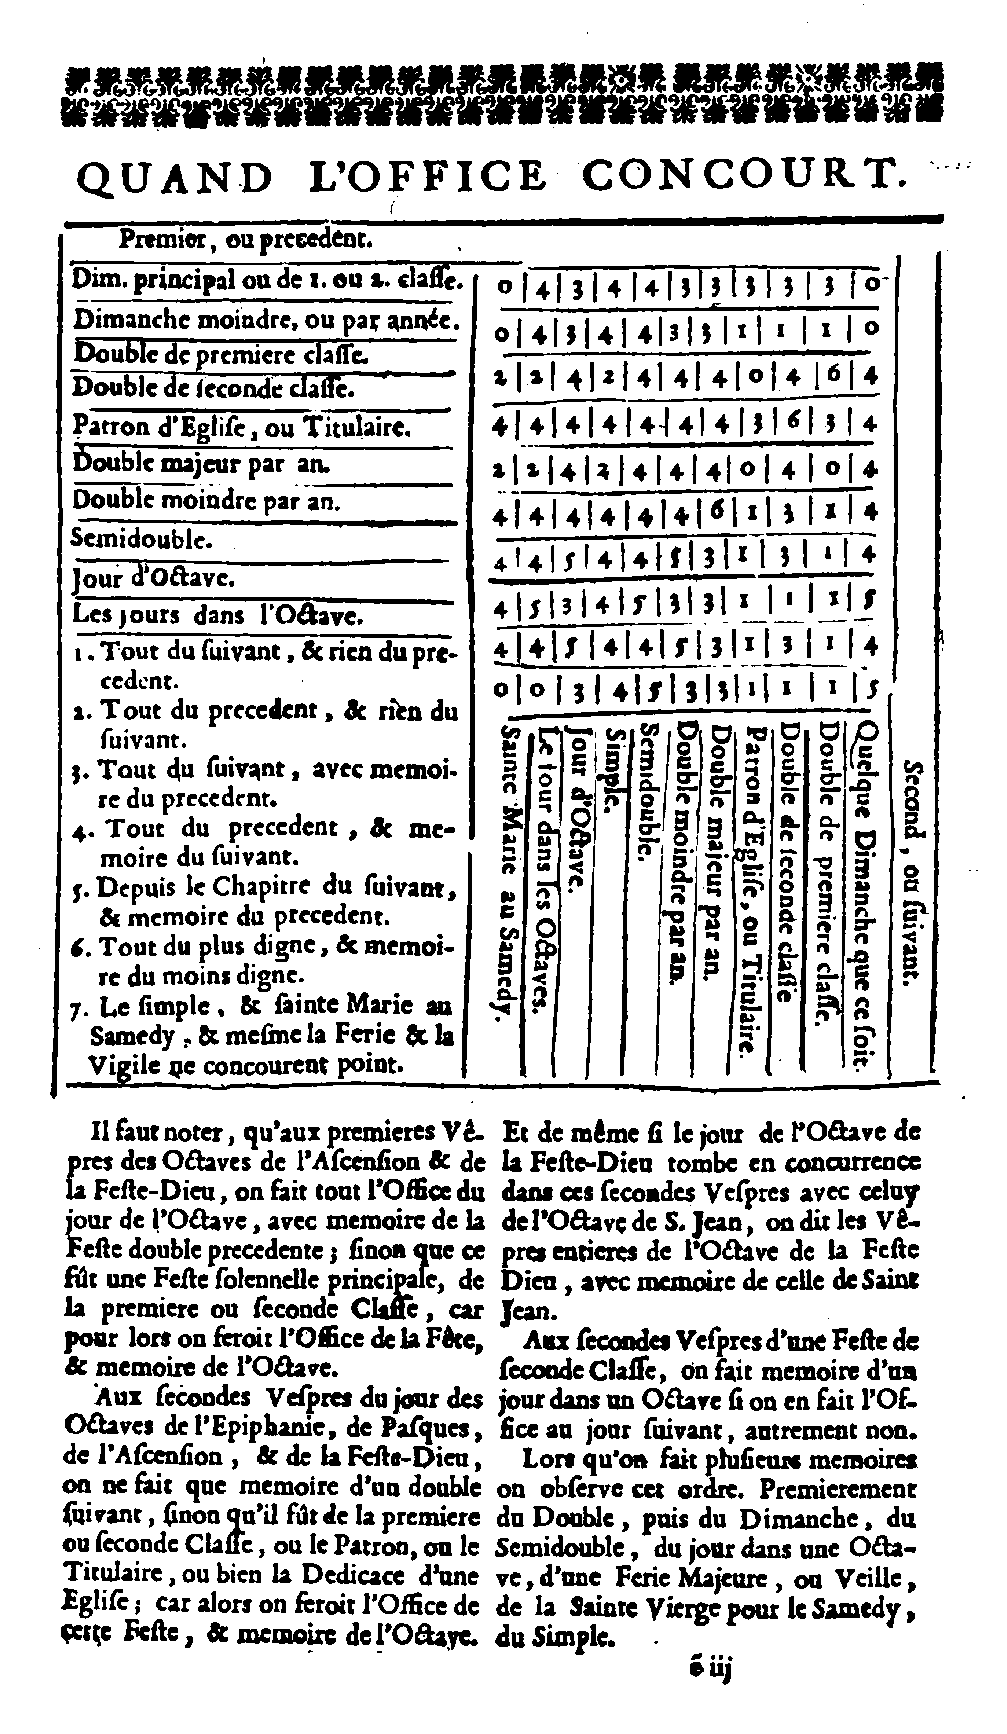 QUAND L'OFFICE CONCOURT.
Premier, ou precedent.
Dim. principal ou de 1. ou 2. classe.
Dimanche moindre, ou par année.
Double de premiere classe.
Double de seconde classe.
Patron d'Eglise, ou Titulaire.
Double majeur par an.
Double moindre par an.
Semidouble.
Jour d'Octave.
Les jours dans l'Octave.
1. Tout du suivant, & rien du pre-
cedent.
2. Tout du precedent, & rien du
suivant.
3. Tout du suivant, avec memoi-
re du precedent.
4. Tout du precedent, & me-
moire du suivant.
5. Depuis le Chapitre du suivant,
& memoire du precedent.
6. Tout du plus digne, & memoi-
re du moins digne.
7. Le simple, & sainte Marie au
Samedy, & mesme la Ferie & la
Vigile ne concourent point.
0 | 4 | 3 | 4 | 4 | 3 | 3 | 3 | 3 | 3 | 0
0 | 4 | 3 | 4 | 4 | 3 | 3 | 1 | 1 | 1 | 0
2 | 2 | 4 | 2 | 4 | 4 | 4 | 0 | 4 | 6 | 4
4 | 4 | 4 | 4 | 4 | 4 | 4 | 3 | 6 | 3 | 4
2 | 2 | 4 | 2 | 4 | 4 | 4 | 0 | 4 | 0 | 4
4 | 4 | 4 | 4 | 4 | 4 | 6 | 1 | 3 | 1 | 4
4 | 4 | 5 | 4 | 4 | 5 | 3 | 1 | 3 | 1 | 4
4 | 5 | 3 | 4 | 5 | 3 | 3 | 1 | 1 | 1 | 5
4 | 4 | 5 | 4 | 4 | 5 | 3 | 1 | 3 | 1 | 4
0 | 0 | 3 | 4 | 5 | 3 | 3 | 1 | 1 | 1 | 5
Sainte Marie au Samedy.
Le jour dans les Octaves.
Jour d'Octave.
Simple.
Semidouble.
Double moindre par an.
Double majeur par an.
Patron d'Eglise, ou Titulaire.
Double de seconde classe
Double de premiere classe.
Quelque Dimanche que ce soit.
Second, ou suivant.
Il faut noter, qu'aux premieres Vê-
pres des Octaves de l'Ascension & de
la Feste-Dieu, on fait tout l'Office du
jour de l'Octave, avec memoire de la
Feste double precedente; sinon que ce
fût une Feste solennelle principale, de
la premiere ou seconde Classe, car
pour lors on feroit l'Office de la Fête,
& memoire de l'Octave.
Aux secondes Vespres du jour des
Octaves de l'Epiphanie, de Pasques,
de l'Ascension, & de la Feste-Dieu,
on ne fait que memoire d'un double
suivant, sinon qu'il fût de la premiere
ou seconde Classe, ou le Patron, ou le
Titulaire, ou bien la Dedicace d'une
Eglise; car alors on feroit l'Office de
cette Feste, & memoire de l'Octave.
Et de même si le jour de l'Octave de
la Feste-Dieu tombe en concurrence
dans ces secondes Vespres avec celuy
de l'Octave de S. Jean, on dit les Vê-
pres entieres de l'Octave de la Feste
Dieu, avec memoire de celle de Saint
Jean.
Aux secondes Vespres d'une Feste de
seconde Classe, on fait memoire d'un
jour dans un Octave si on en fait l'Of-
fice au jour suivant, autrement non.
Lors qu'on fait plusieurs memoires
on observe cet ordre. Premierement
du Double, puis du Dimanche, du
Semidouble, du jour dans une Octa-
ve, d'une Ferie Majeure, ou Veille,
de la Sainte Vierge pour le Samedy,
du Simple.
ẽ iij